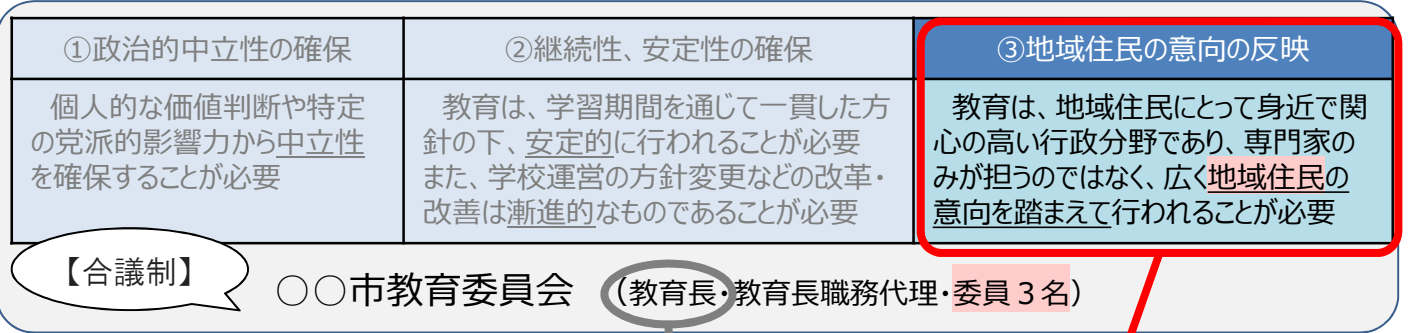 ①政治的中立性の確保
②継続性、安定性の確保
③地域住民の意向の反映
個人的な価値判断や特定
の党派的影響力から中立性
を確保することが必要
教育は、学習期間を通じて一貫した方
針の下、安定的に行われることが必要
また、学校運営の方針変更などの改革・
改善は漸進的なものであることが必要
教育は、地域住民にとって身近で関
心の高い行政分野であり、専門家の
みが担うのではなく、広く地域住民の
意向を踏まえて行われることが必要
【合議制】
○○市教育委員会 （教育長・教育長職務代理・委員３名）